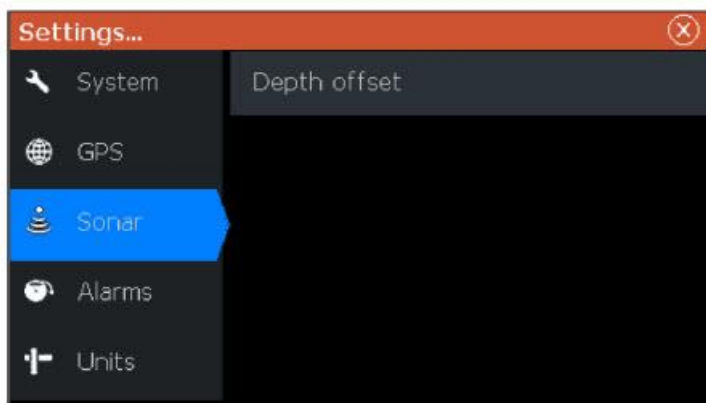 Settings...
System
Depth offset
GPS
Sonar
Alarms
Units